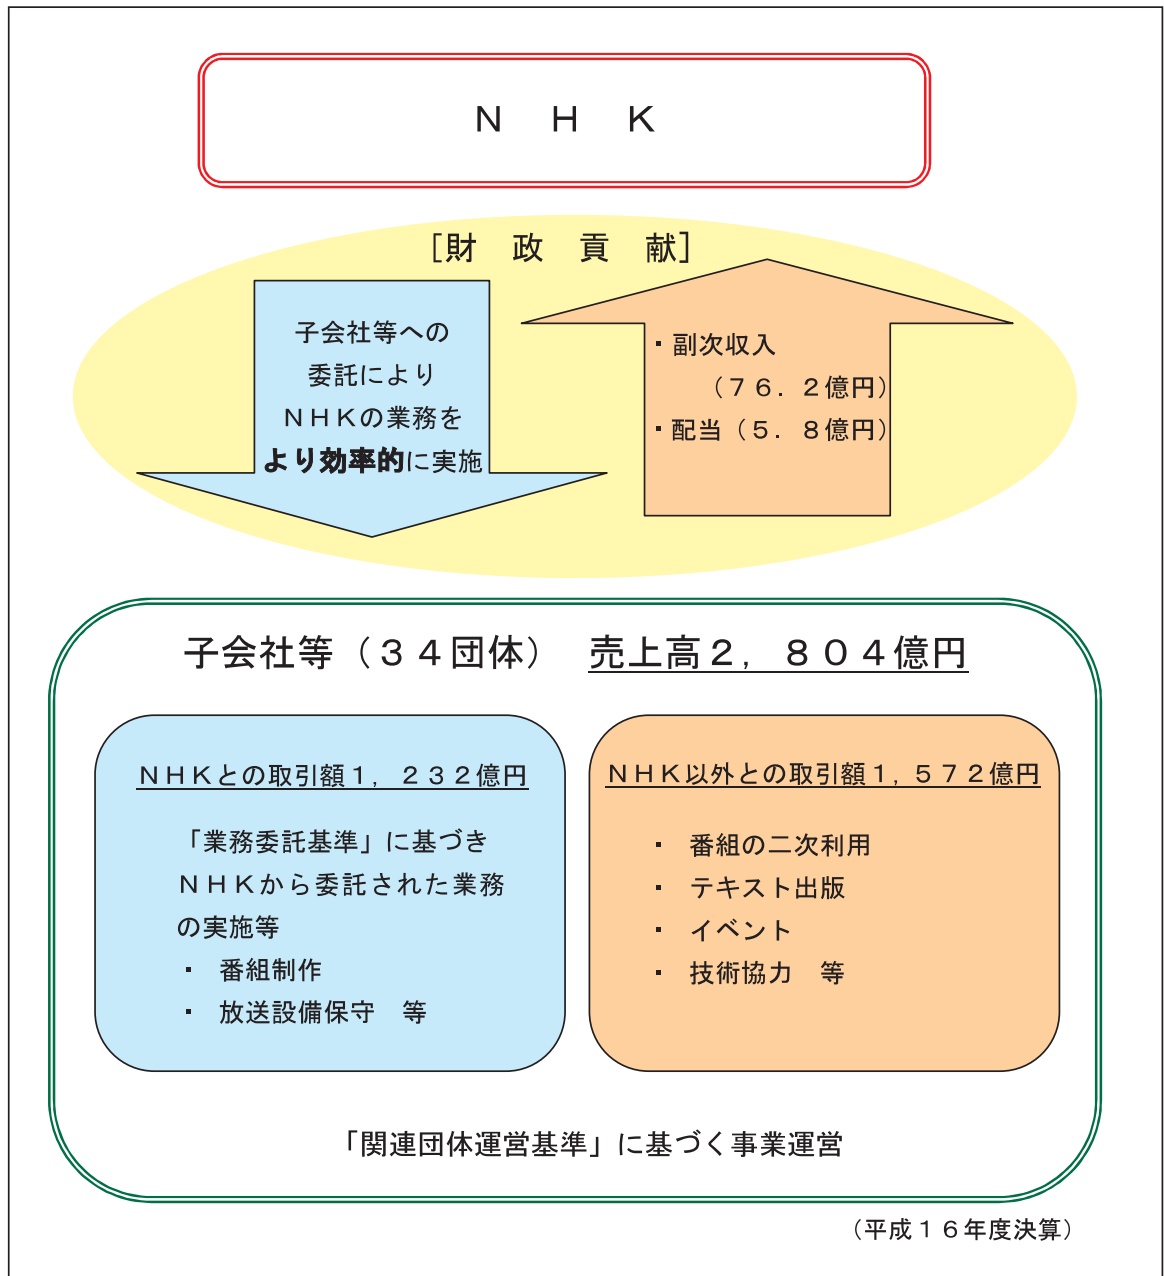 ＮＨＫ
［財政貢献］
子会社等への
委託により
ＮＨＫの業務を
より効率的に実施
・副次収入
（７６．２億円）
・配当（５．８億円）
子会社等（３４団体）　売上高２，８０４億円
ＮＨＫとの取引額１，２３２億円
「業務委託基準」に基づき
ＮＨＫから委託された業務
の実施等
・　番組制作
・　放送設備保守　等
ＮＨＫ以外との取引額１，５７２億円
・　番組の二次利用
・　テキスト出版
・　イベント
・　技術協力　等
「関連団体運営基準」に基づく事業運営
（平成１６年度決算）